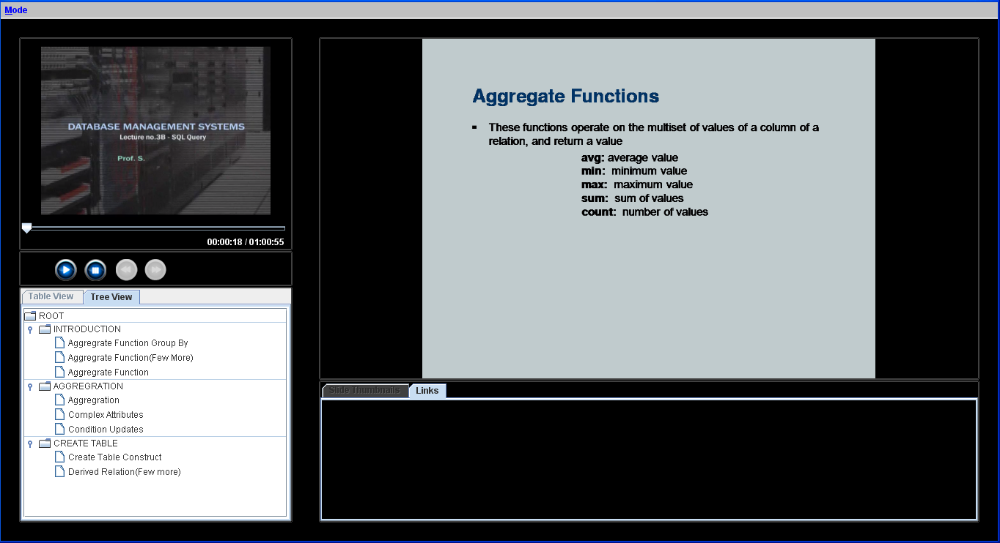 Mode
DATABASE MANAGEMENT SYSTEMS
Lecture no.3B - SQL Query
Prof. S.
00:00:18 / 01:00:55
Table View
Tree View
ROOT
INTRODUCTION
Aggregrate Function Group By
Aggregrate Function(Few More)
Aggregrate Function
AGGREGRATION
Aggregration
Complex Attributes
Condition Updates
CREATE TABLE
Create Table Construct
Derived Relation(Few more)
Aggregate Functions
▪ These functions operate on the multiset of values of a column of a
relation, and return a value
avg: average value
min: minimum value
max: maximum value
sum: sum of values
count: number of values
Slide Thumbnails
Links